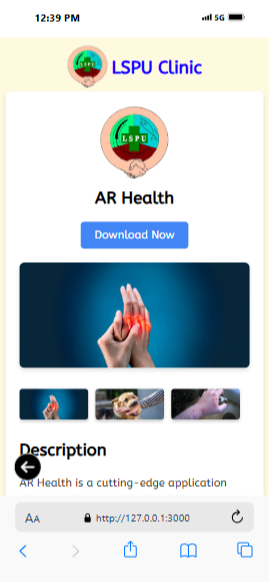 12:39 PM
5G
LSPU Clinic
LSPU
AR Health
Download Now
Description
AR Health is a cutting-edge application
AA
http://127.0.0.1:3000